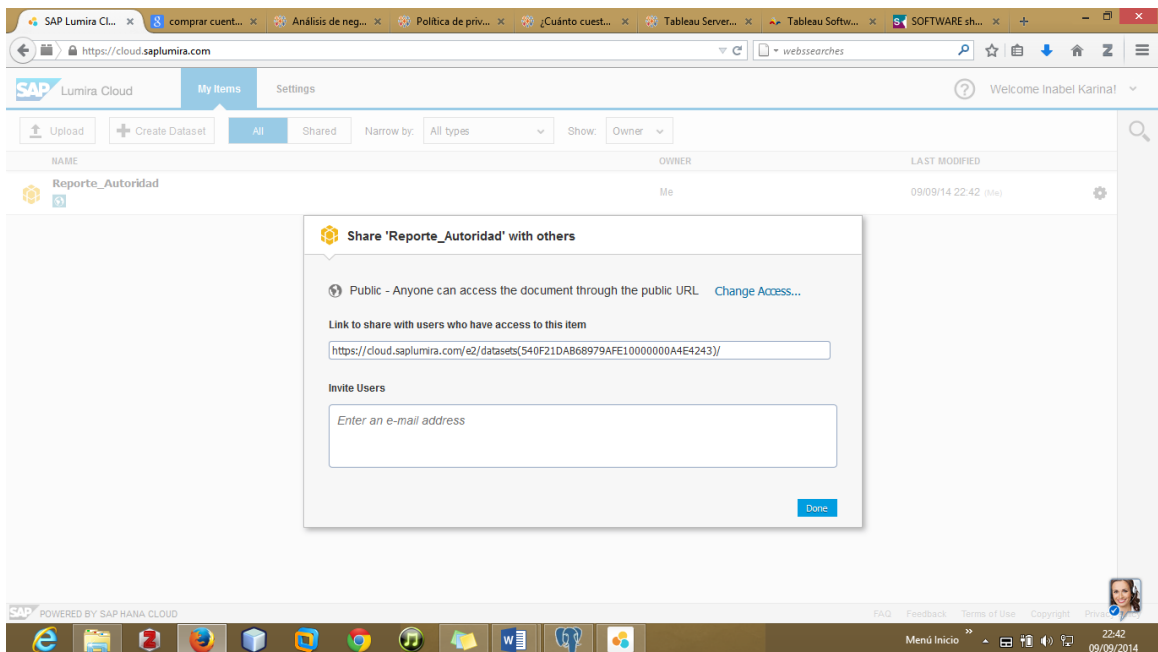 SAP Lumira Cl...
comprar cuent...
Análisis de neg...
Política de priv...
¿Cuánto cuest...
Tableau Server...
Tableau Softw...
SOFTWARE sh...
https://cloud.saplumira.com
webssearches
SAP Lumira Cloud
My Items
Settings
Welcome Inabel Karina!
Upload
Create Dataset
All
Shared
Narrow by:
All types
Show:
Owner
NAME
OWNER
LAST MODIFIED
Reporte_Autoridad
Me
09/09/14 22:42 (Me)
Share 'Reporte_Autoridad' with others
Public - Anyone can access the document through the public URL Change Access...
Link to share with users who have access to this item
https://cloud.saplumira.com/e2/datasets(540F21DAB68979AFE10000000A4E4243)/
Invite Users
Enter an e-mail address
Done
SAP POWERED BY SAP HANA CLOUD
FAQ Feedback Terms of Use Copyright
Menú Inicio
22:42
09/09/2014